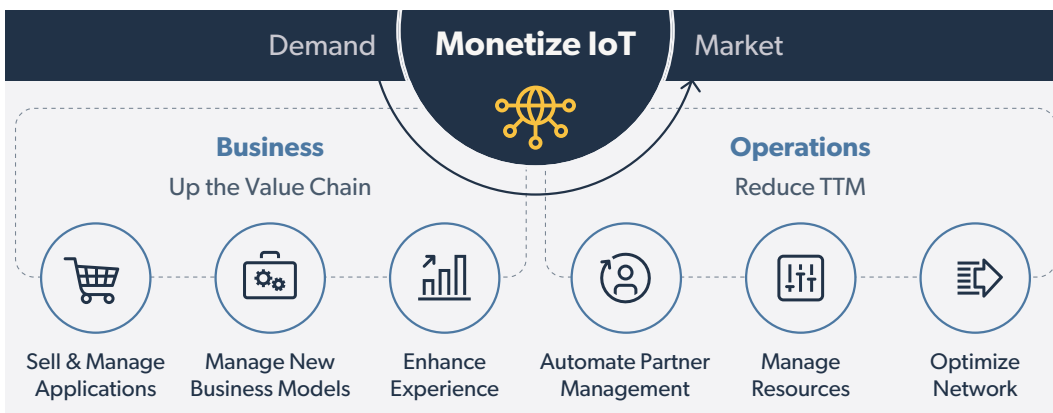 Demand
Monetize IoT
Market
Business
Up the Value Chain
Operations
Reduce TTM
Sell & Manage
Applications
Manage New
Business Models
Enhance
Experience
Automate Partner
Management
Manage
Resources
Optimize
Network